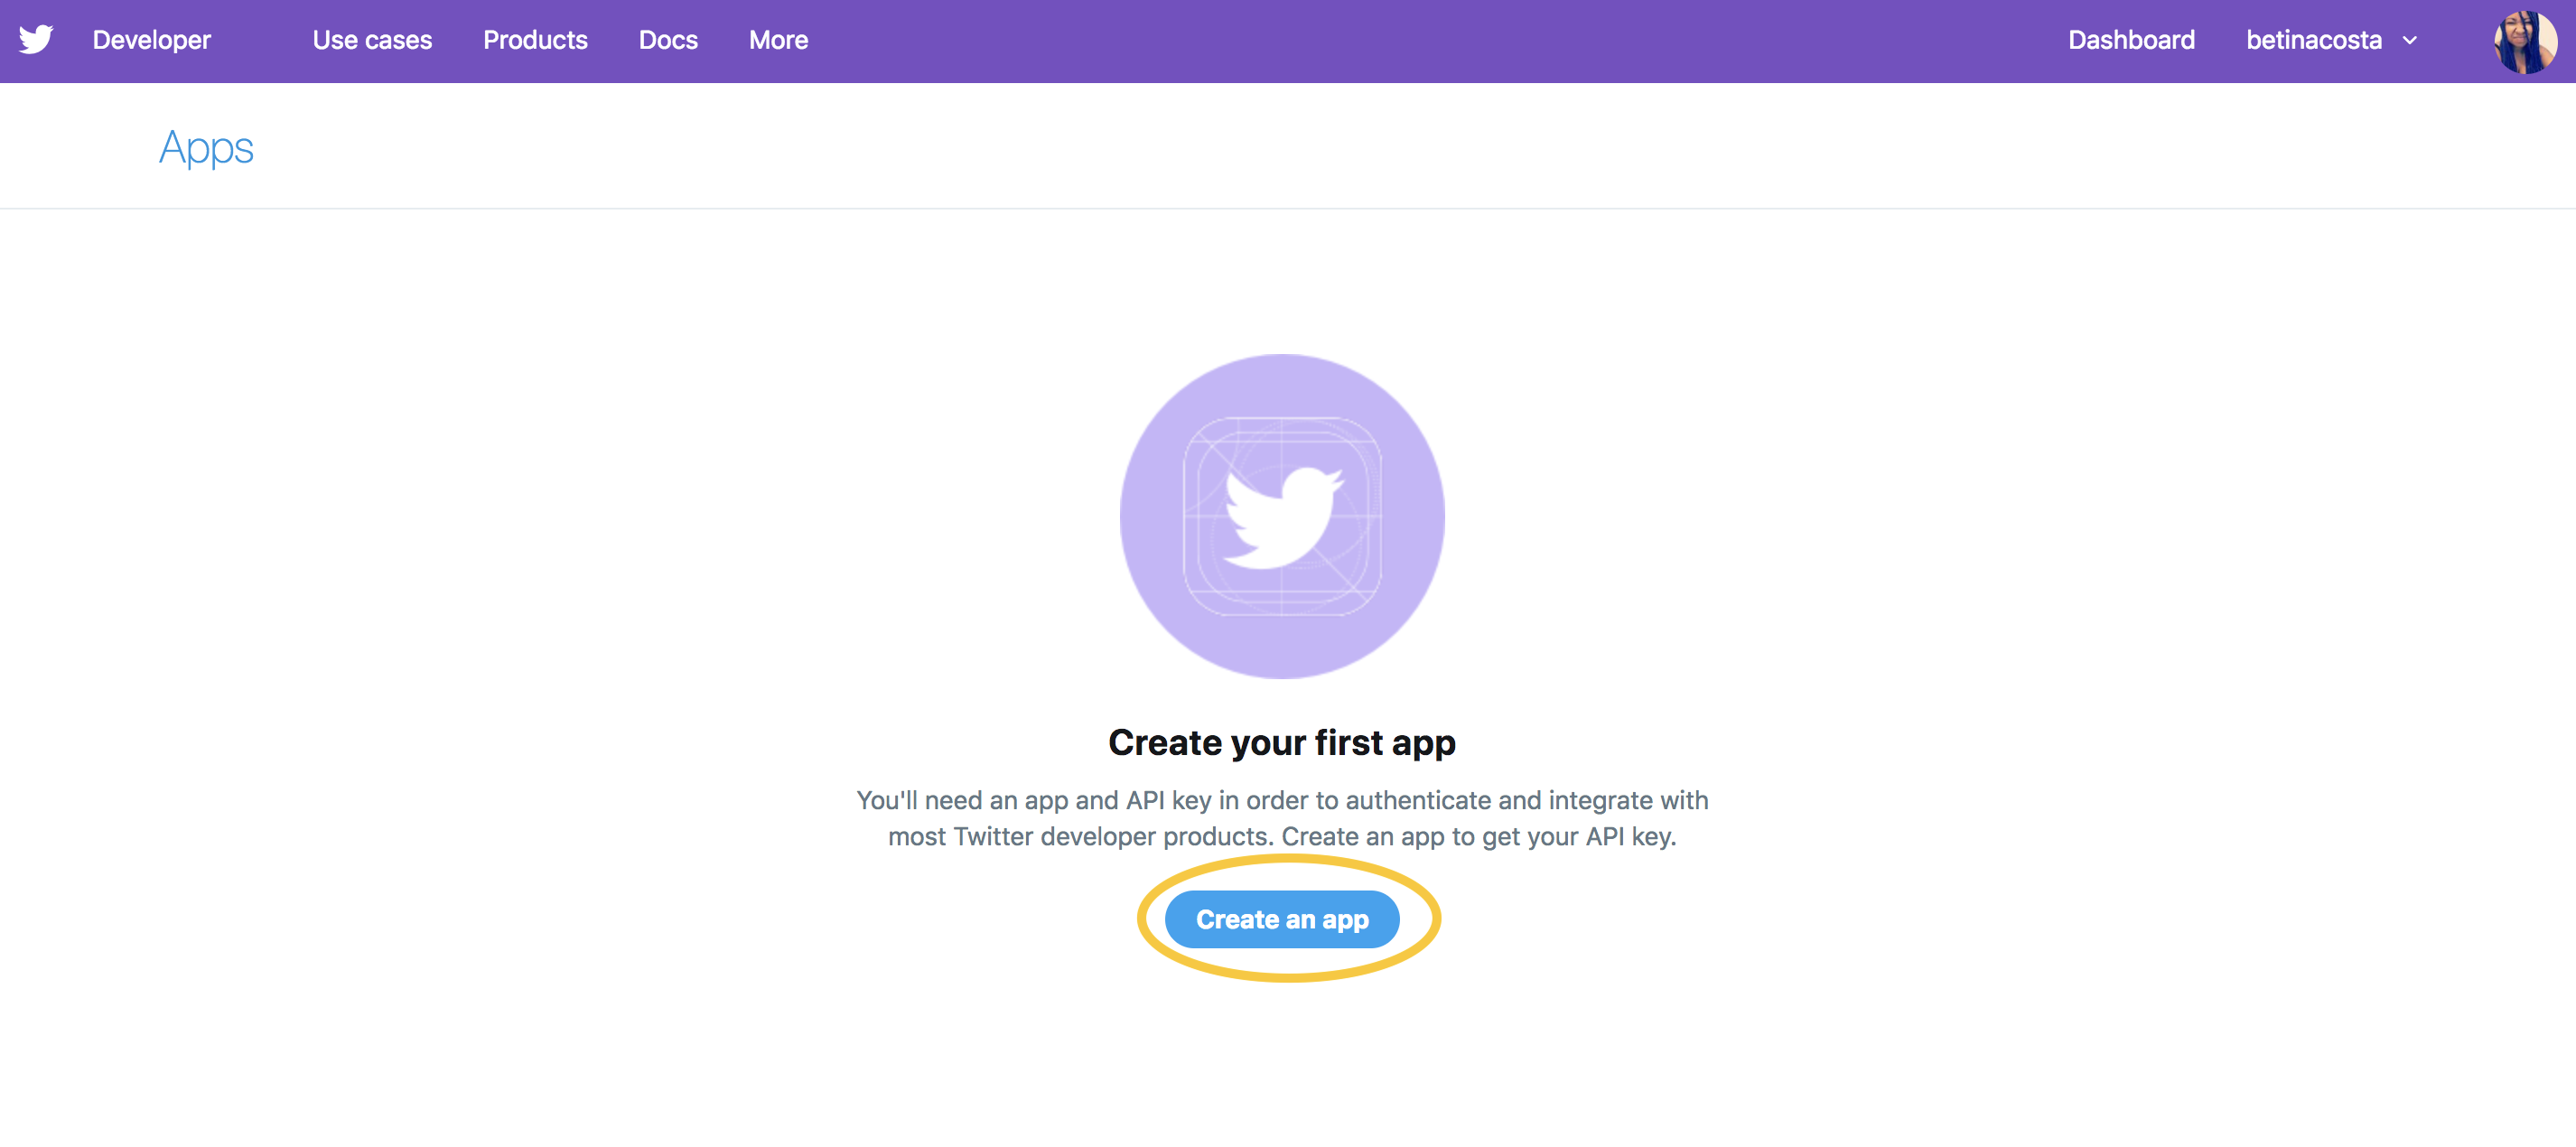 Developer Use cases Products Docs More Dashboard betinacosta
Apps
Create your first app
You'll need an app and API key in order to authenticate and integrate with
most Twitter developer products. Create an app to get your API key.
Create an app